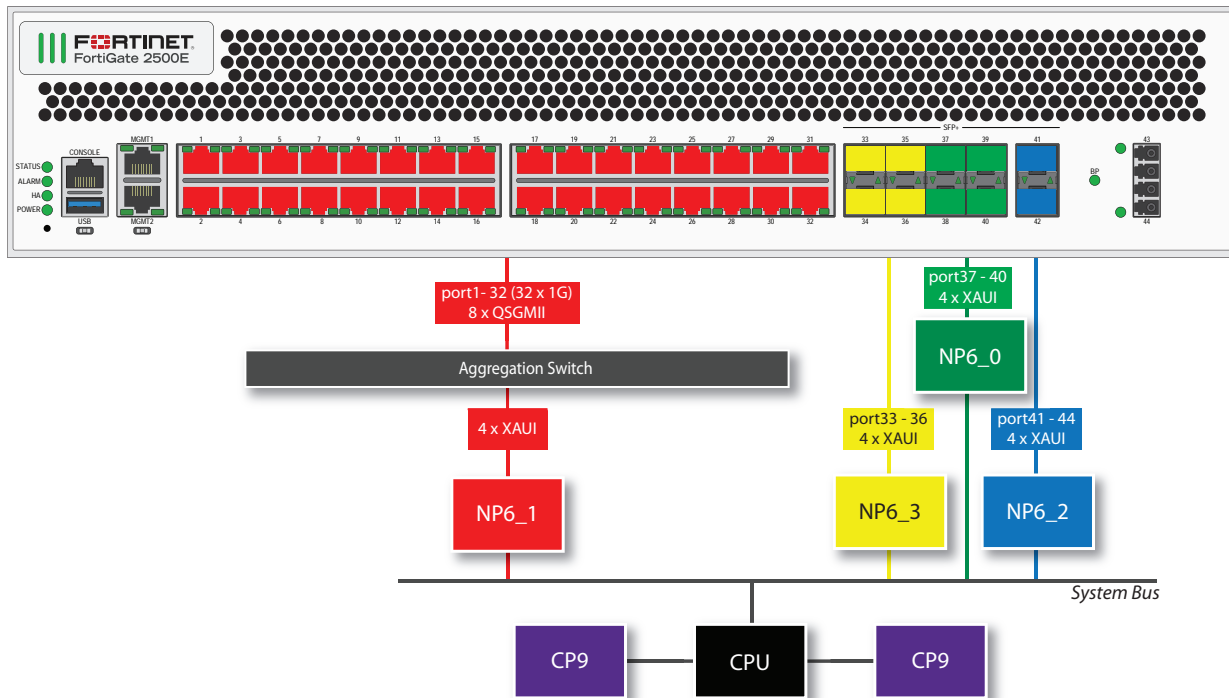 FORTINET
FortiGate 2500E
STATUS
ALARM
HA
POWER
CONSOLE
USB
MGMT1
MGMT2
1 3 5 7 9 11 13 15
2 4 6 8 10 12 14 16
17 19 21 23 25 27 29 31
18 20 22 24 26 28 30 32
SFP+
33 35 37 39 41
34 36 38 40 42
BP
43
44
port1- 32 (32 x 1G)
8 x QSGMII
Aggregation Switch
4 x XAUI
NP6_1
port37 - 40
4 x XAUI
NP6_0
port33 - 36
4 x XAUI
NP6_3
port41 - 44
4 x XAUI
NP6_2
System Bus
CP9
CPU
CP9